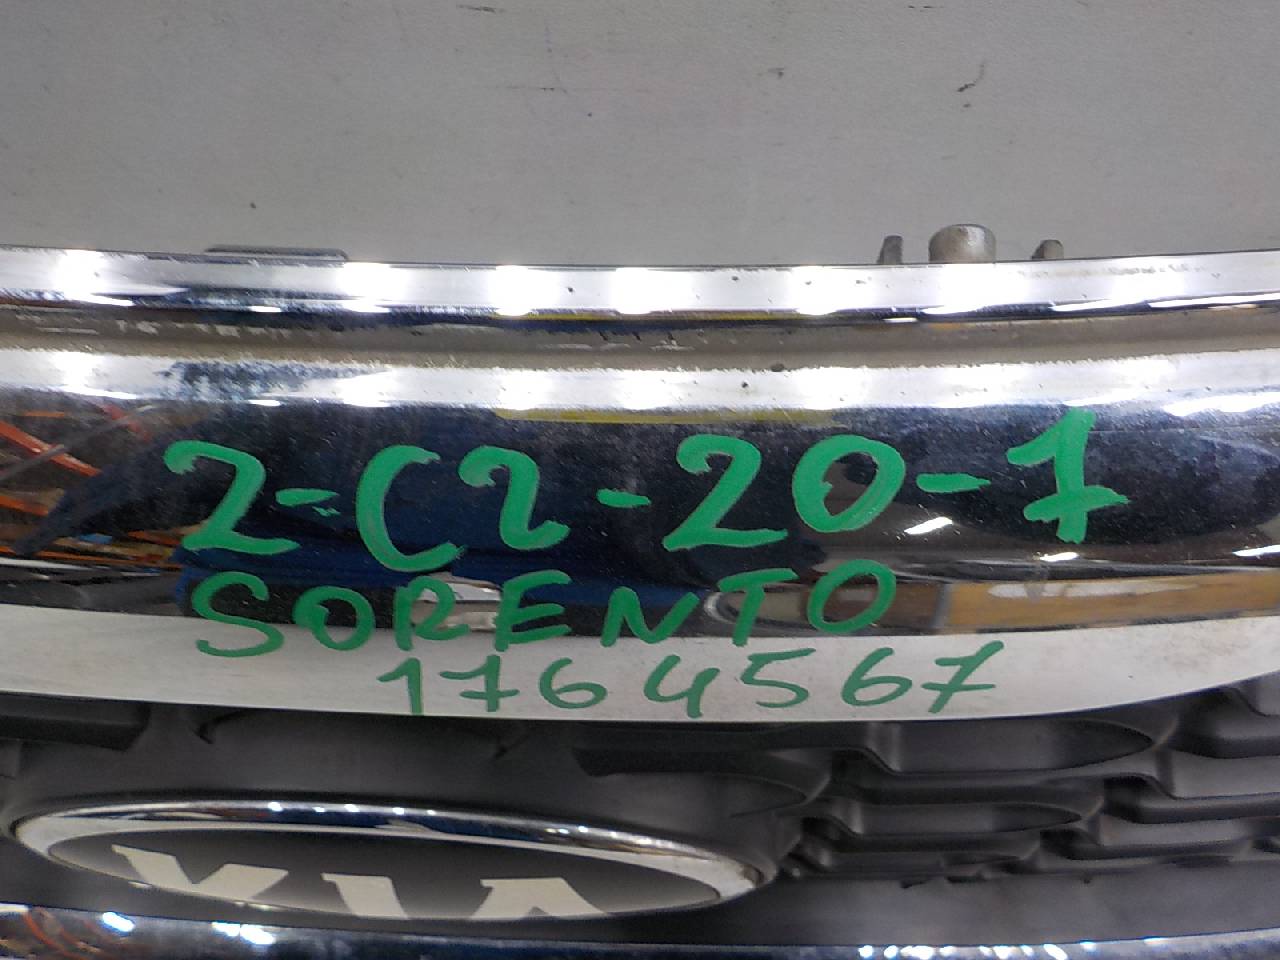 2-C2-20-1
SORENTO
1764567
KIA